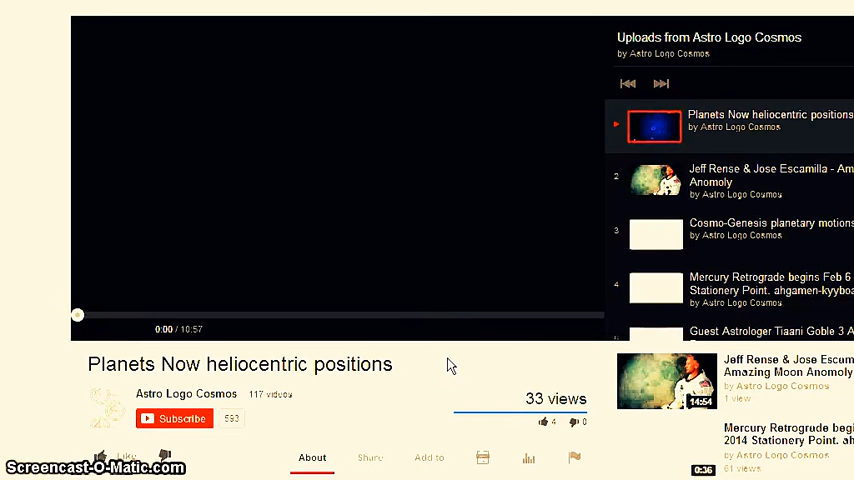 Uploads from Astro Logo Cosmos
by Astro Logo Cosmos
Planets Now heliocentric positions
by Astro Logo Cosmos
2
Jeff Rense & Jose Escamilla - Am
Anomoly
by Astro Logo Cosmos
3
Cosmo-Genesis planetary motions
by Astro Logo Cosmos
4
Mercury Retrograde begins Feb 6
Stationery Point. ahgamen-kyyboa
by Astro Logo Cosmos
Guest Astrologer Tiaani Goble 3 A
0:00 / 10:57
Planets Now heliocentric positions
Astro Logo Cosmos 117 videos
Subscribe 593
33 views
4 0
Like
About Share Add to
Jeff Rense & Jose Escam
Amazing Moon Anomoly
by Astro Logo Cosmos
1 view
14:54
Mercury Retrograde begi
2014 Stationery Point. ah
by Astro Logo Cosmos
61 views
0:36
Screencast-O-Matic.com